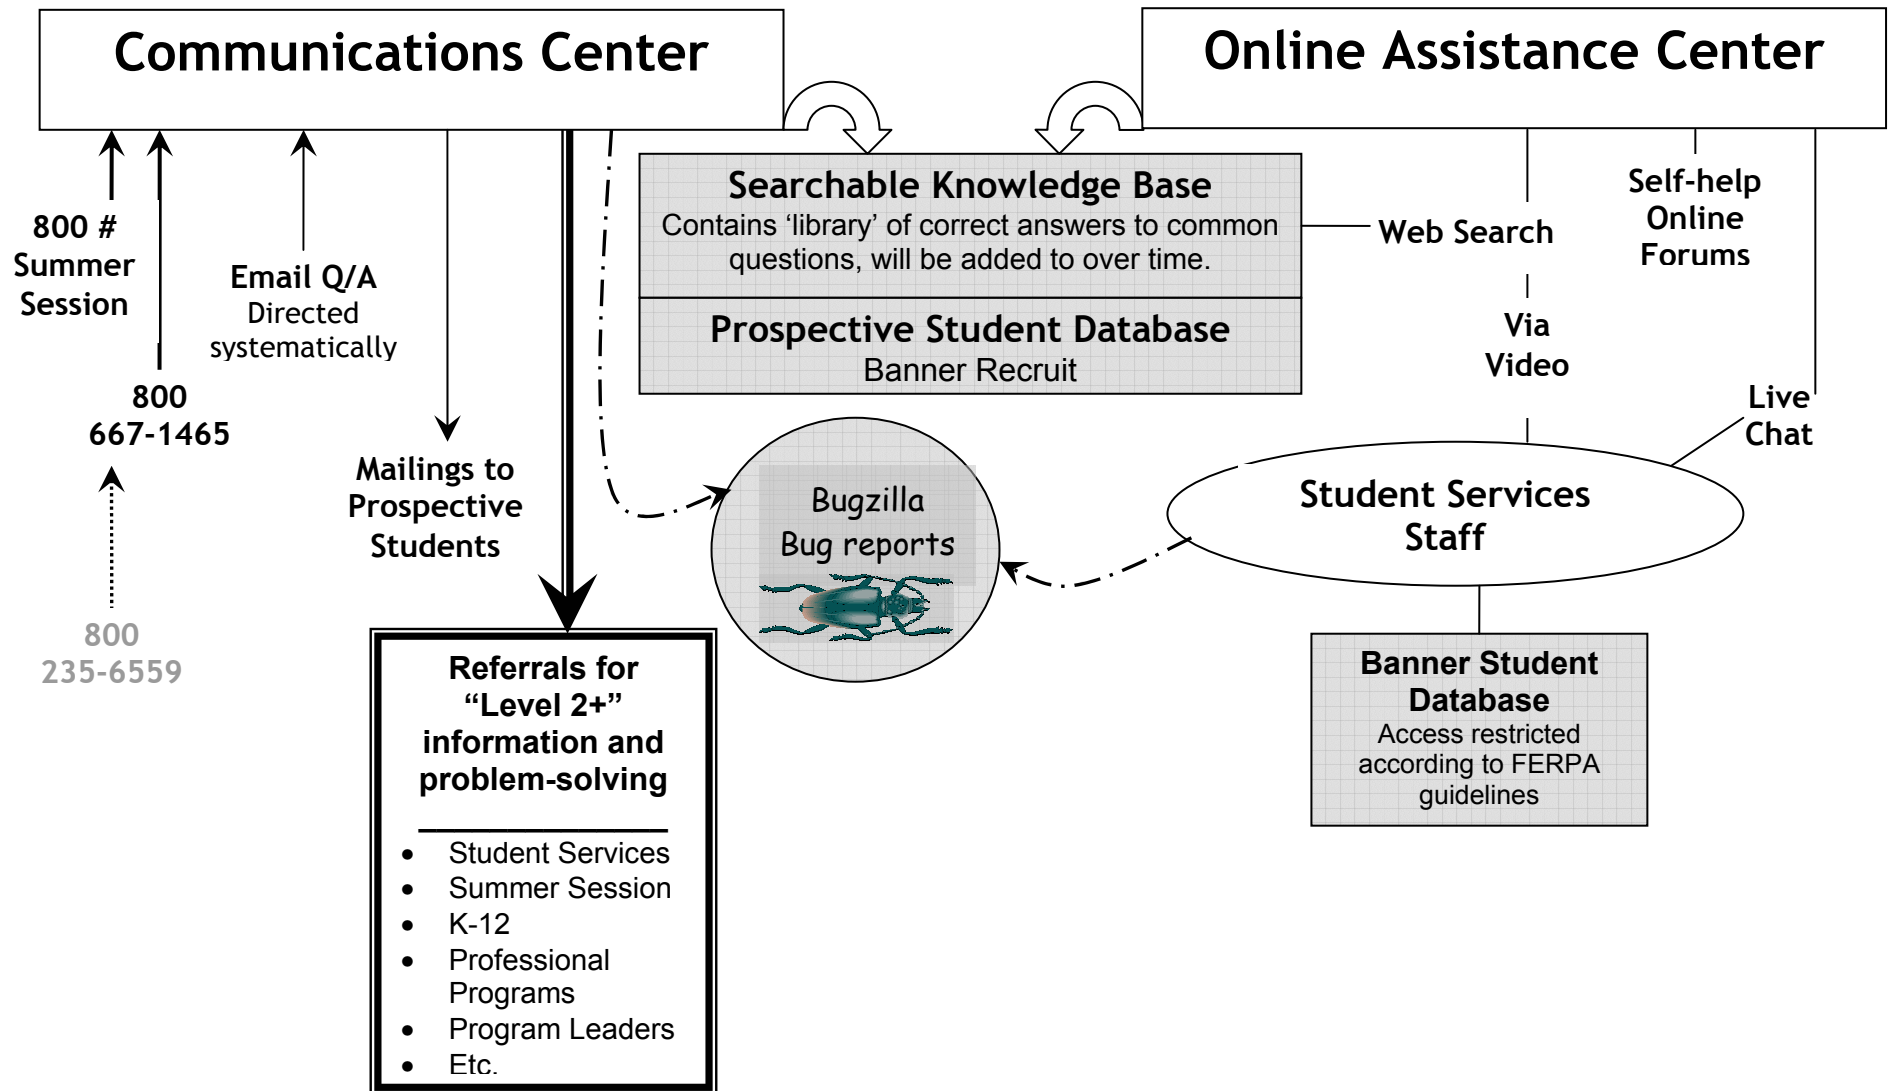 Communications Center
Online Assistance Center
800 #
Summer
Session
800
667-1465
800
235-6559
Email Q/A
Directed
systematically
Mailings to
Prospective
Students
Referrals for
“Level 2+”
information and
problem-solving
• Student Services
• Summer Session
• K-12
• Professional
Programs
• Program Leaders
• Etc.
Searchable Knowledge Base
Contains ‘library’ of correct answers to common
questions, will be added to over time.
Prospective Student Database
Banner Recruit
Bugzilla
Bug reports
Web Search
Via
Video
Self-help
Online
Forums
Live
Chat
Student Services
Staff
Banner Student
Database
Access restricted
according to FERPA
guidelines